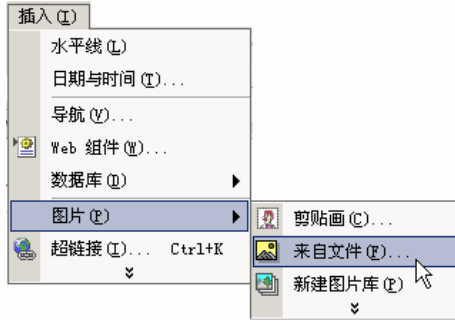 插入(I)
水平线(L)
日期与时间(T)...
导航(V)...
Web 组件(W)...
数据库(D)
图片(P)
超链接(I)... Ctrl+K
剪贴画(C)...
来自文件(F)...
新建图片库(P)